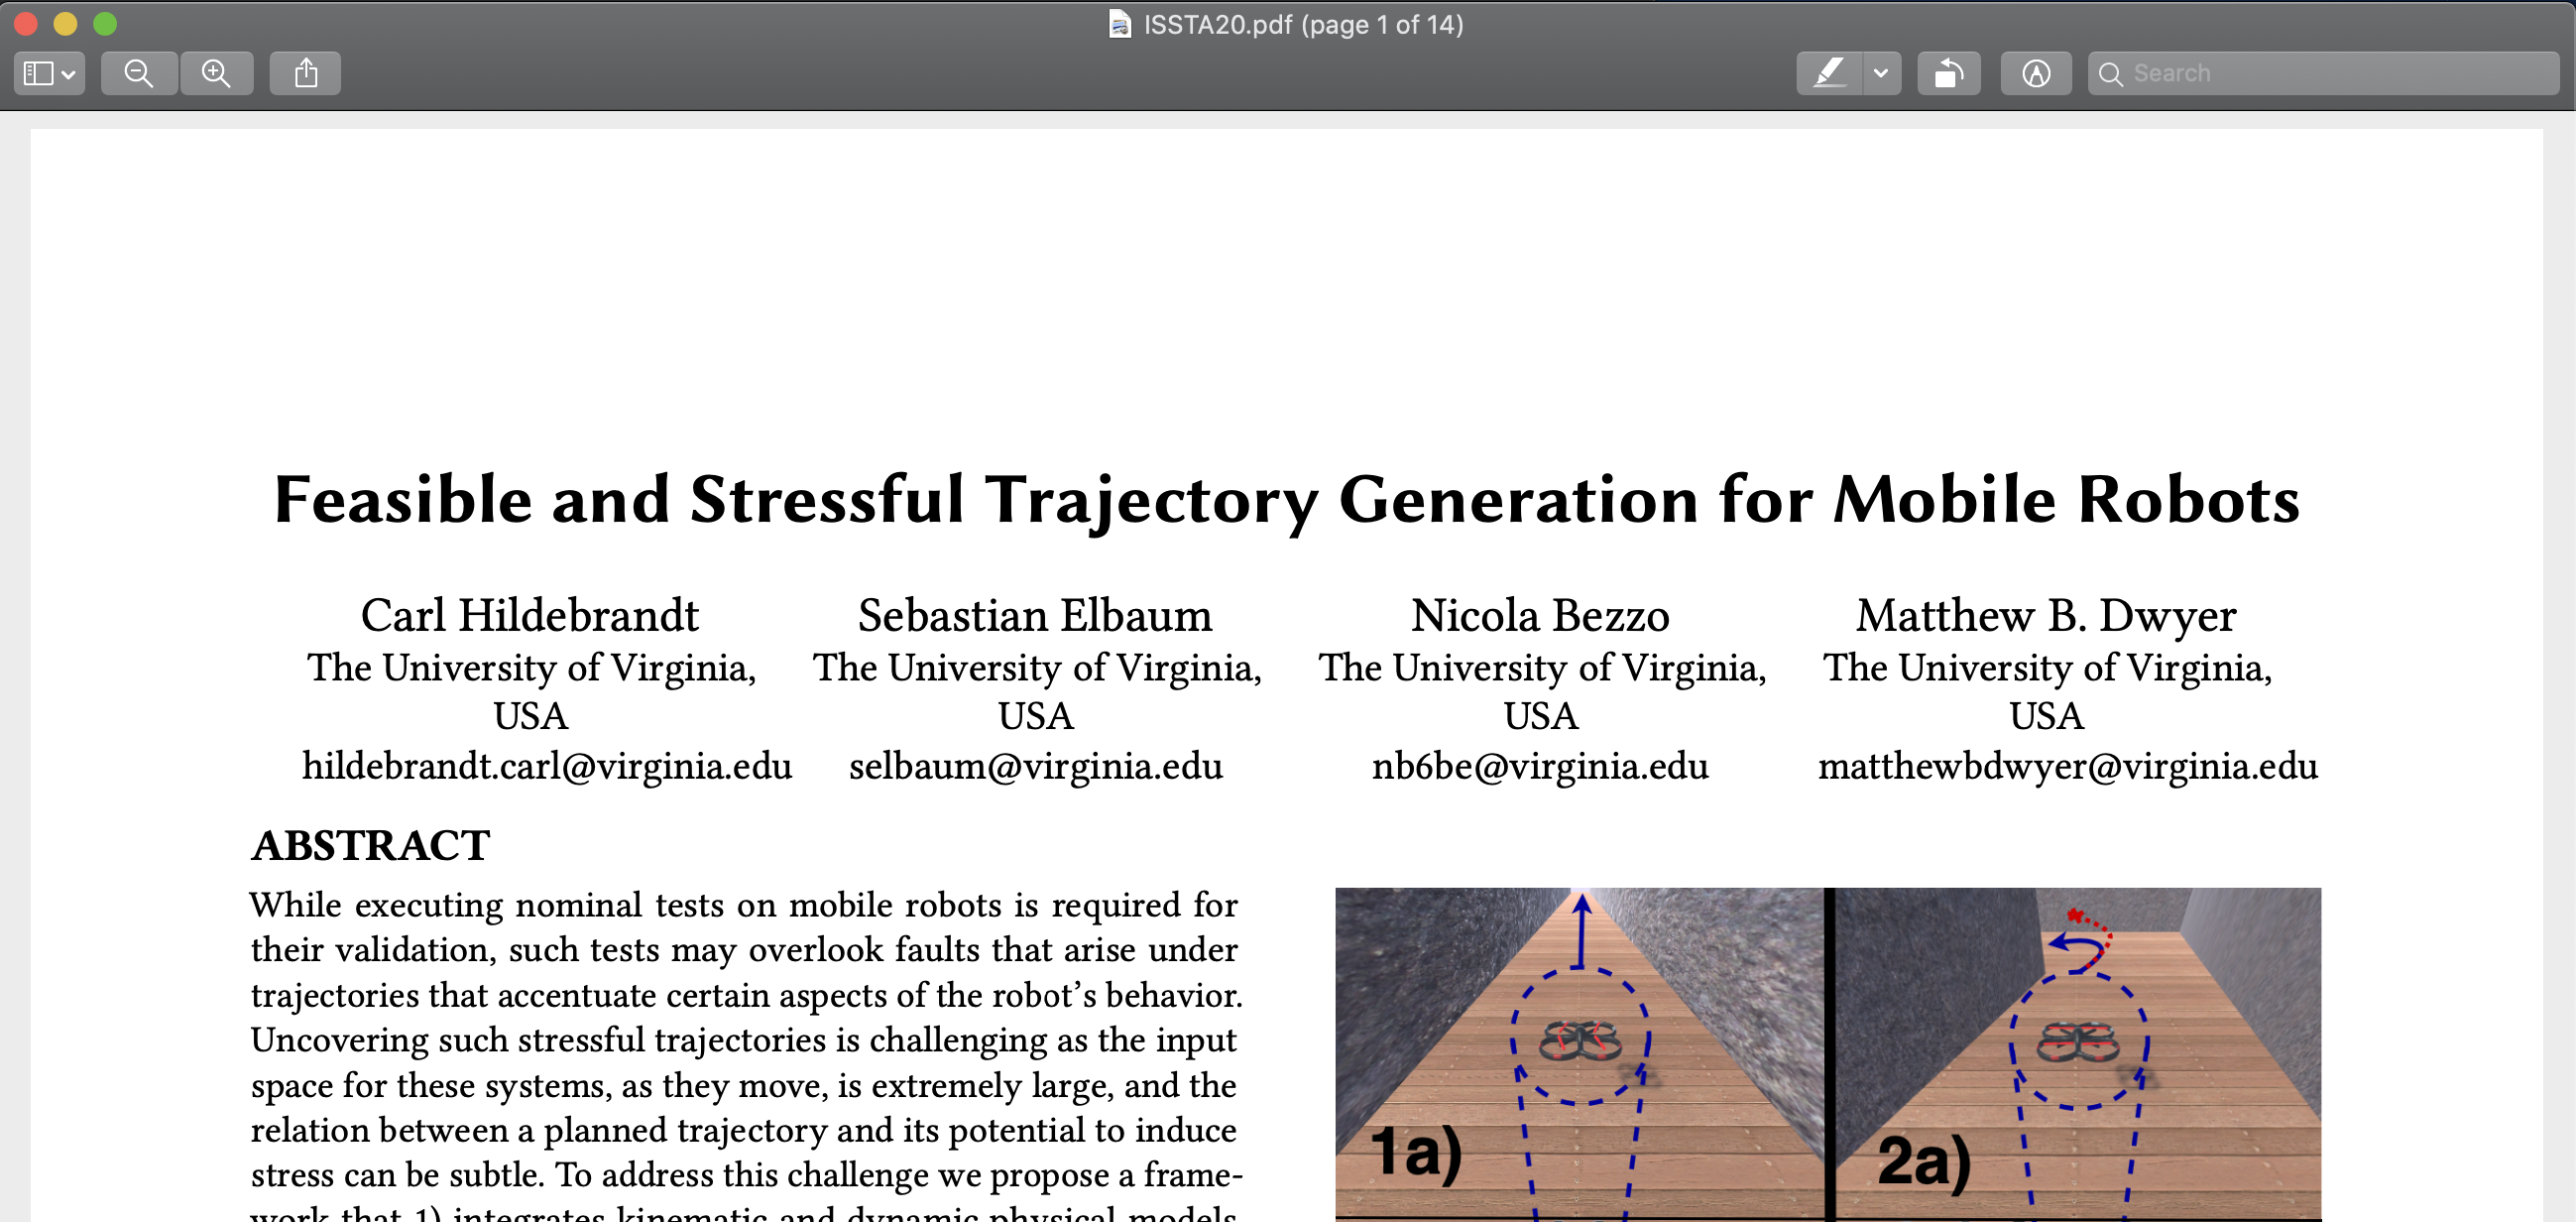 ISSTA20.pdf (page 1 of 14)
Search
Feasible and Stressful Trajectory Generation for Mobile Robots
Carl Hildebrandt
The University of Virginia,
USA
hildebrandt.carl@virginia.edu
Sebastian Elbaum
The University of Virginia,
USA
selbaum@virginia.edu
Nicola Bezzo
The University of Virginia,
USA
nb6be@virginia.edu
Matthew B. Dwyer
The University of Virginia,
USA
matthewbdwyer@virginia.edu
ABSTRACT
While executing nominal tests on mobile robots is required for
their validation, such tests may overlook faults that arise under
trajectories that accentuate certain aspects of the robot's behavior.
Uncovering such stressful trajectories is challenging as the input
space for these systems, as they move, is extremely large, and the
relation between a planned trajectory and its potential to induce
stress can be subtle. To address this challenge we propose a frame-
work that 1) integrates kinematic and dynamic physical models
1a)
2a)